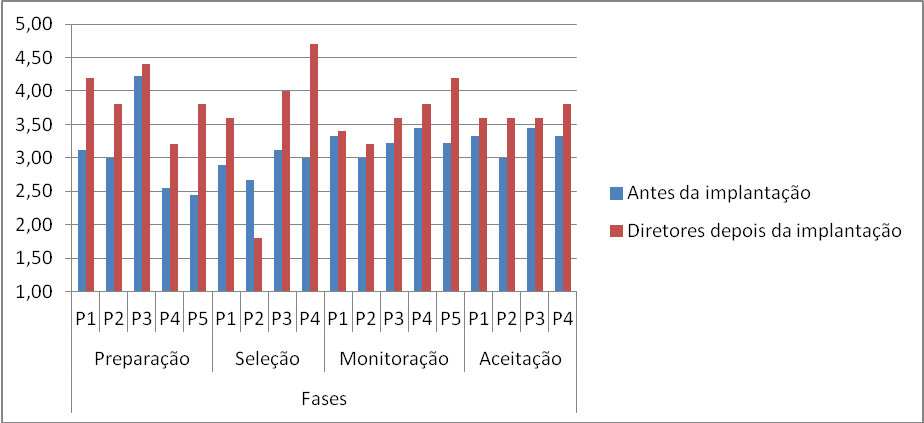 5,00
4,50
4,00
3,50
3,00
2,50
2,00
1,50
1,00
P1 P2 P3 P4 P5 P1 P2 P3 P4 P1 P2 P3 P4 P5 P1 P2 P3 P4
Preparação Seleção Monitoração Aceitação
Fases
Antes da implantação
Diretores depois da implantação